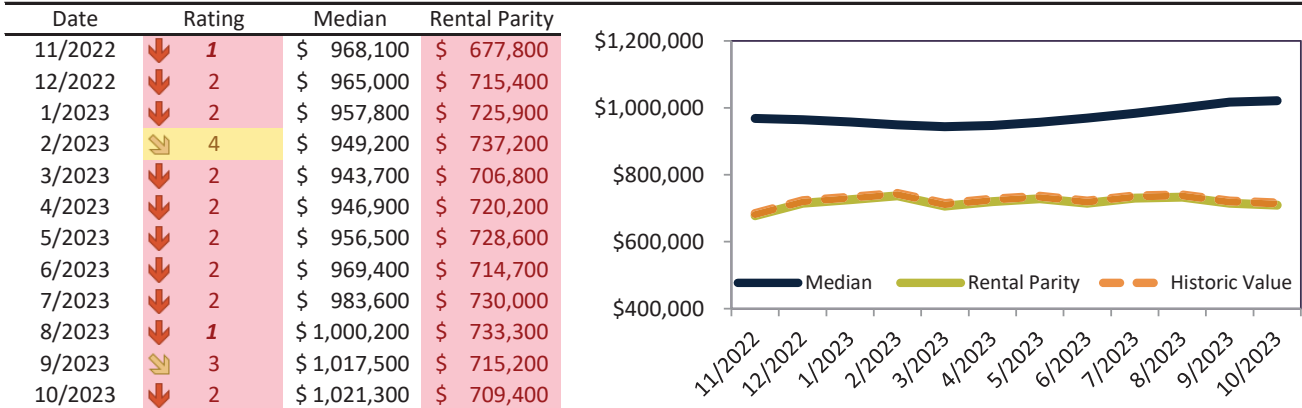 Date Rating Median Rental Parity
11/2022 1 $ 968,100 $ 677,800
12/2022 2 $ 965,000 $ 715,400
1/2023 2 $ 957,800 $ 725,900
2/2023 4 $ 949,200 $ 737,200
3/2023 2 $ 943,700 $ 706,800
4/2023 2 $ 946,900 $ 720,200
5/2023 2 $ 956,500 $ 728,600
6/2023 2 $ 969,400 $ 714,700
7/2023 2 $ 983,600 $ 730,000
8/2023 1 $ 1,000,200 $ 733,300
9/2023 3 $ 1,017,500 $ 715,200
10/2023 2 $ 1,021,300 $ 709,400
$1,200,000
$1,000,000
$800,000
$600,000
$400,000
Median Rental Parity Historic Value
11/2022 12/2022 1/2023 2/2023 3/2023 4/2023 5/2023 6/2023 7/2023 8/2023 9/2023 10/2023